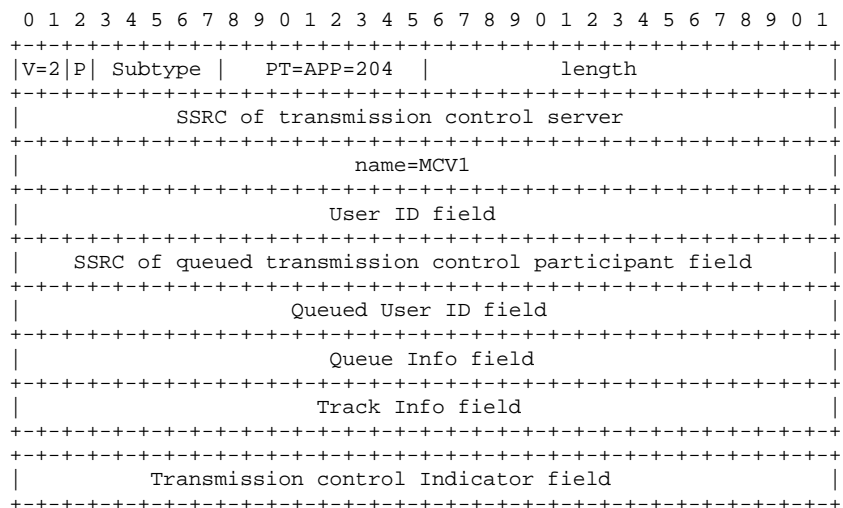 0 1 2 3 4 5 6 7 8 9 0 1 2 3 4 5 6 7 8 9 0 1 2 3 4 5 6 7 8 9 0 1
+-+-+-+-+-+-+-+-+-+-+-+-+-+-+-+-+-+-+-+-+-+-+-+-+-+-+-+-+-+-+-+-+
|V=2|P| Subtype | PT=APP=204 | length |
+-+-+-+-+-+-+-+-+-+-+-+-+-+-+-+-+-+-+-+-+-+-+-+-+-+-+-+-+-+-+-+-+
| SSRC of transmission control server |
+-+-+-+-+-+-+-+-+-+-+-+-+-+-+-+-+-+-+-+-+-+-+-+-+-+-+-+-+-+-+-+-+
| name=MCV1 |
+-+-+-+-+-+-+-+-+-+-+-+-+-+-+-+-+-+-+-+-+-+-+-+-+-+-+-+-+-+-+-+-+
| User ID field |
+-+-+-+-+-+-+-+-+-+-+-+-+-+-+-+-+-+-+-+-+-+-+-+-+-+-+-+-+-+-+-+-+
| SSRC of queued transmission control participant field |
+-+-+-+-+-+-+-+-+-+-+-+-+-+-+-+-+-+-+-+-+-+-+-+-+-+-+-+-+-+-+-+-+
| Queued User ID field |
+-+-+-+-+-+-+-+-+-+-+-+-+-+-+-+-+-+-+-+-+-+-+-+-+-+-+-+-+-+-+-+-+
| Queue Info field |
+-+-+-+-+-+-+-+-+-+-+-+-+-+-+-+-+-+-+-+-+-+-+-+-+-+-+-+-+-+-+-+-+
| Track Info field |
+-+-+-+-+-+-+-+-+-+-+-+-+-+-+-+-+-+-+-+-+-+-+-+-+-+-+-+-+-+-+-+-+
+-+-+-+-+-+-+-+-+-+-+-+-+-+-+-+-+-+-+-+-+-+-+-+-+-+-+-+-+-+-+-+-+
| Transmission control Indicator field |
+-+-+-+-+-+-+-+-+-+-+-+-+-+-+-+-+-+-+-+-+-+-+-+-+-+-+-+-+-+-+-+-+